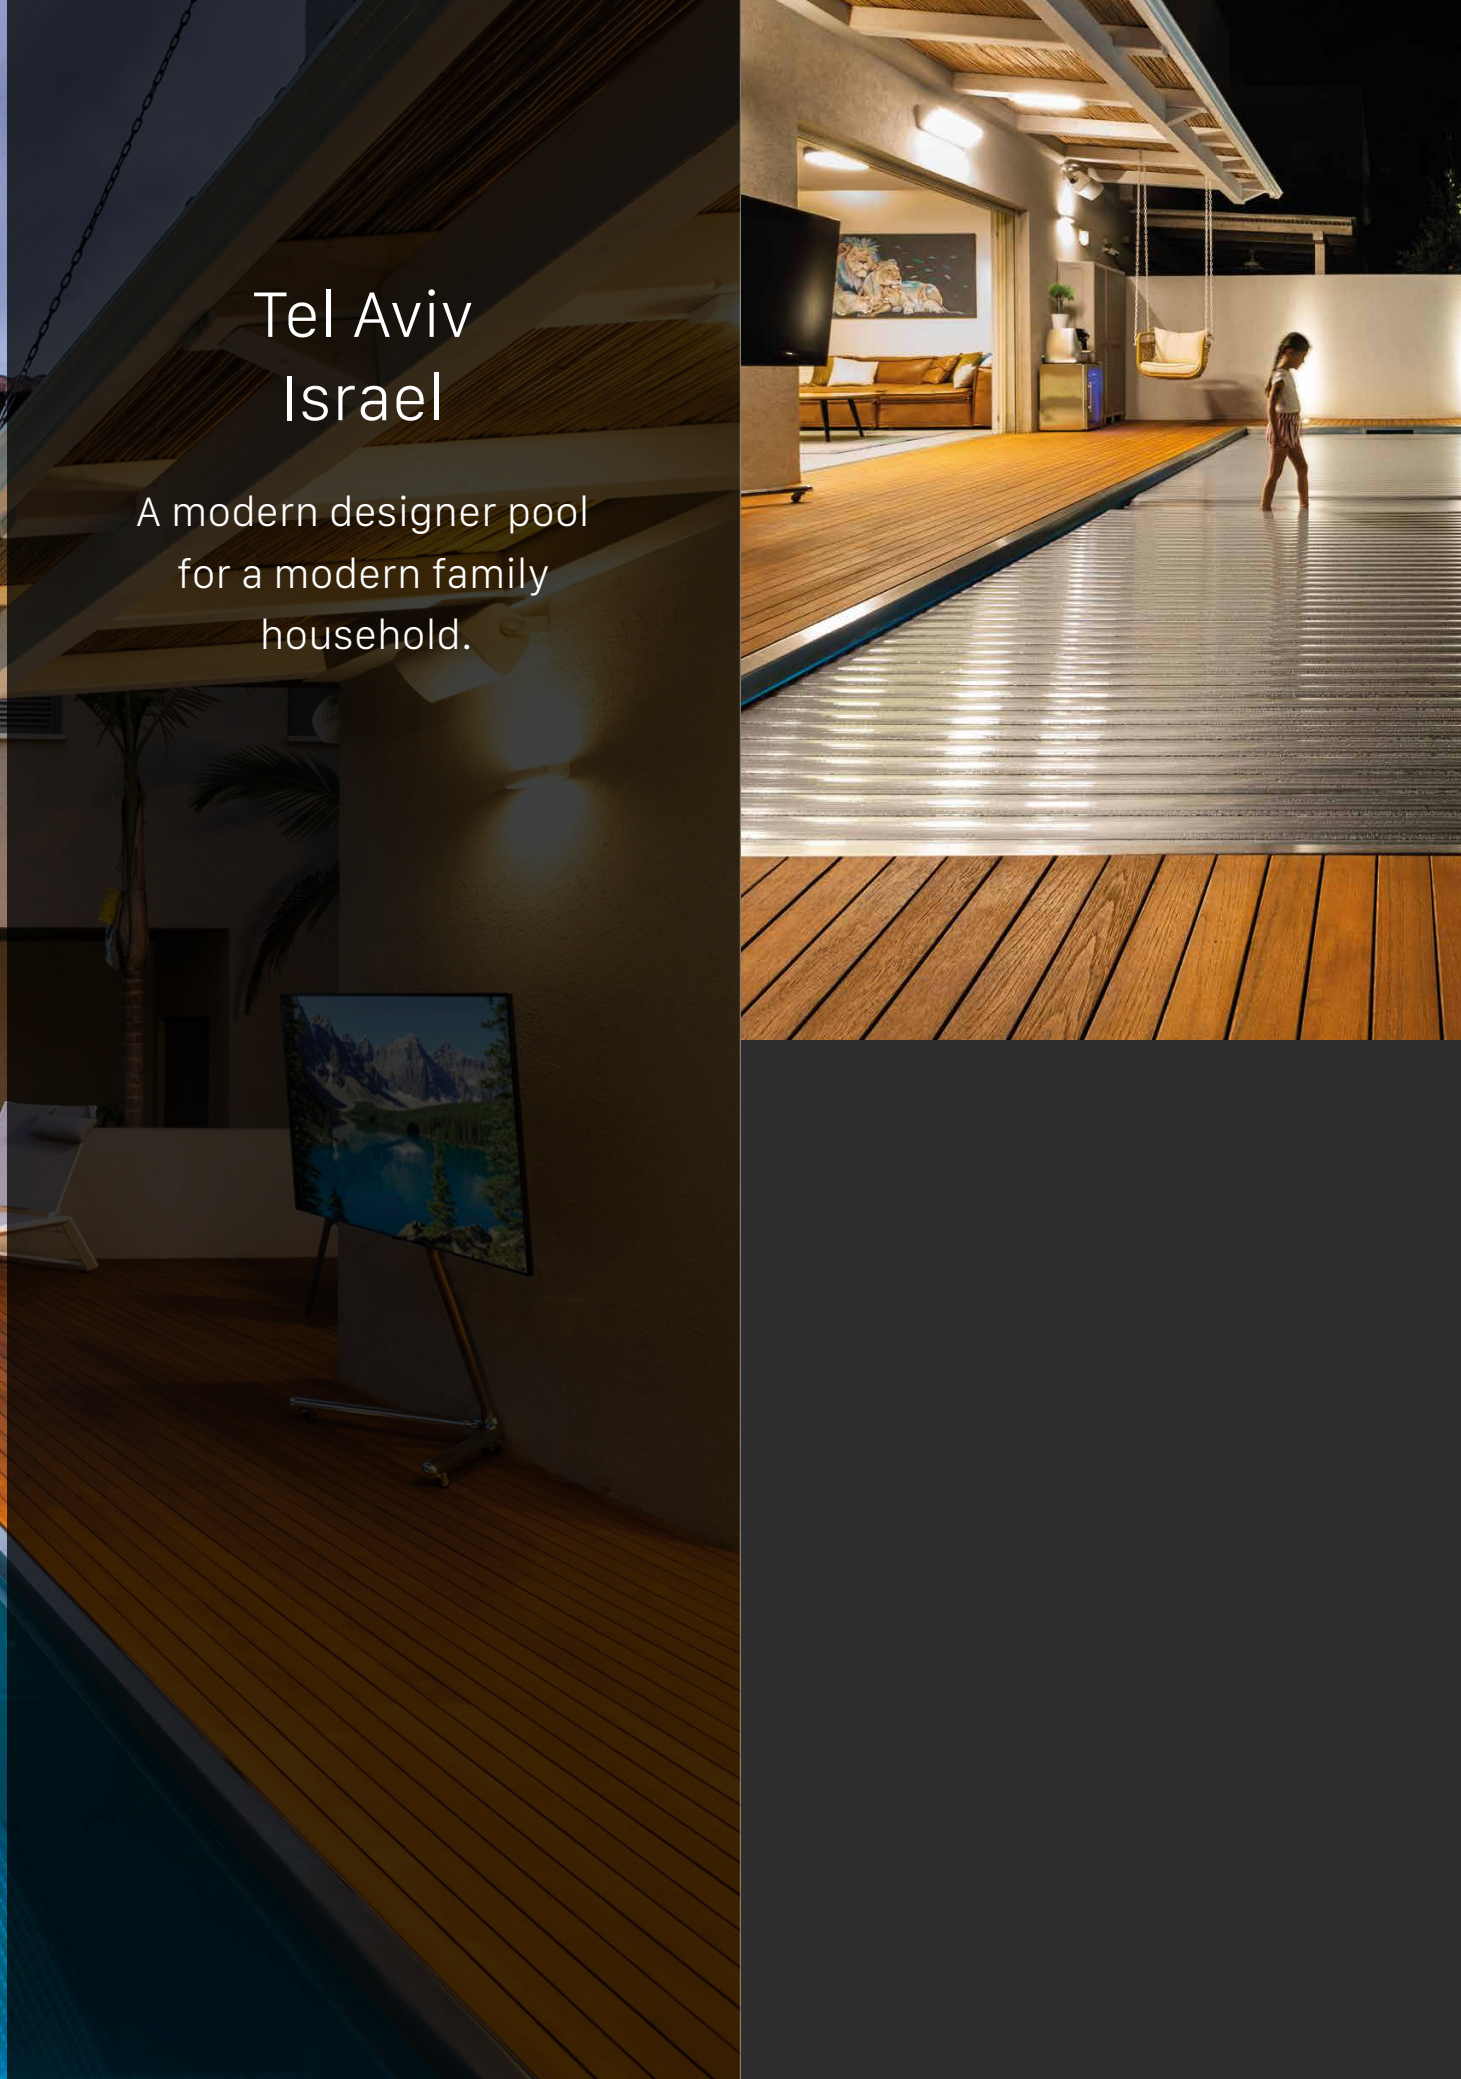 Tel Aviv
Israel
A modern designer pool
for a modern family
household.